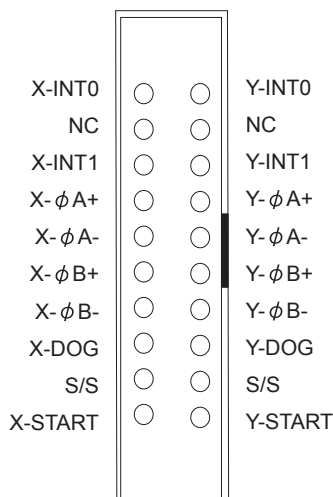 X-INT0 Y-INT0
NC NC
X-INT1 Y-INT1
X-ϕA+ Y-ϕA+
X-ϕA- Y-ϕA-
X-ϕB+ Y-ϕB+
X-ϕB- Y-ϕB-
X-DOG Y-DOG
S/S S/S
X-START Y-START